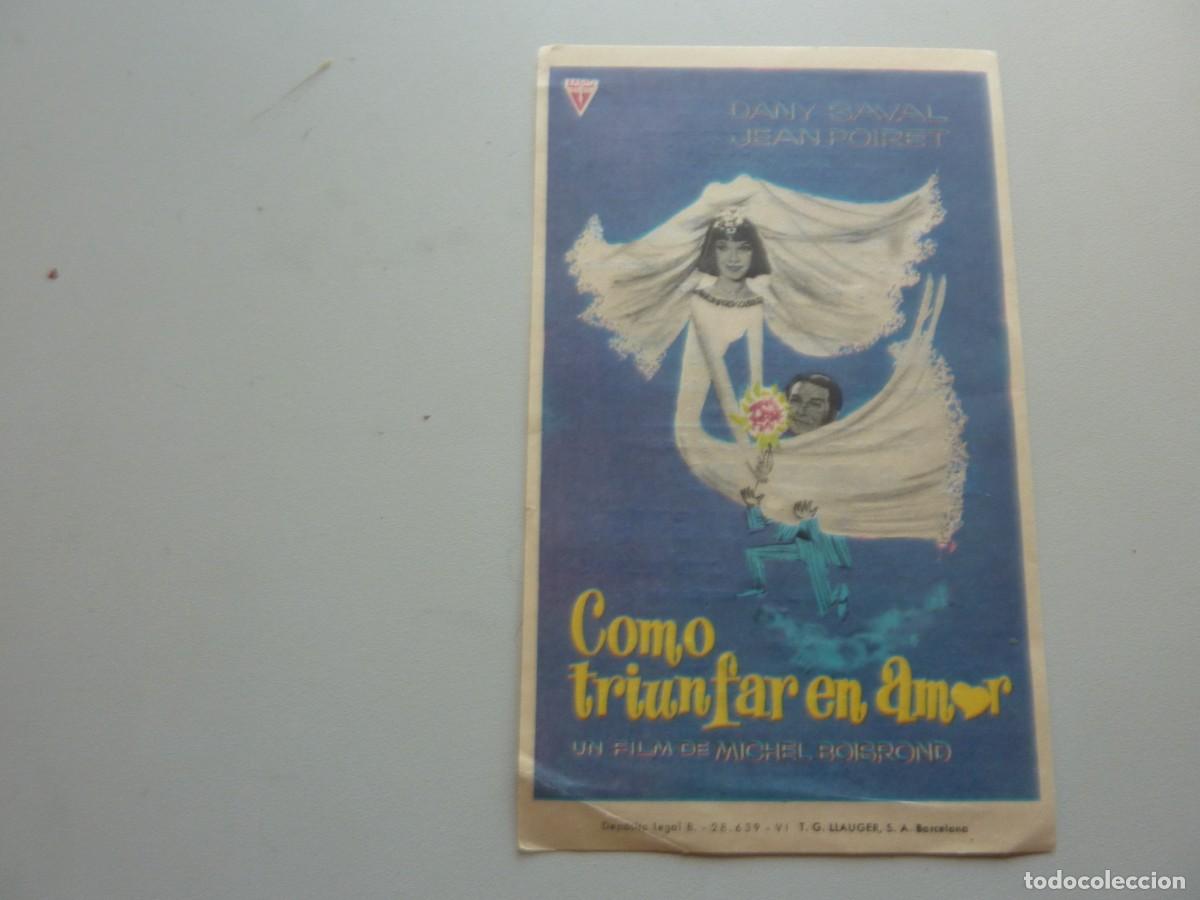 DANY SAVAL
JEAN POIRET
Como
triunfar en amor
UN FILM DE MICHEL BOISROND
Depósito Legal B. - 28.639 - VI T. G. LLAUGER, S. A. Barcelona
todocoleccion